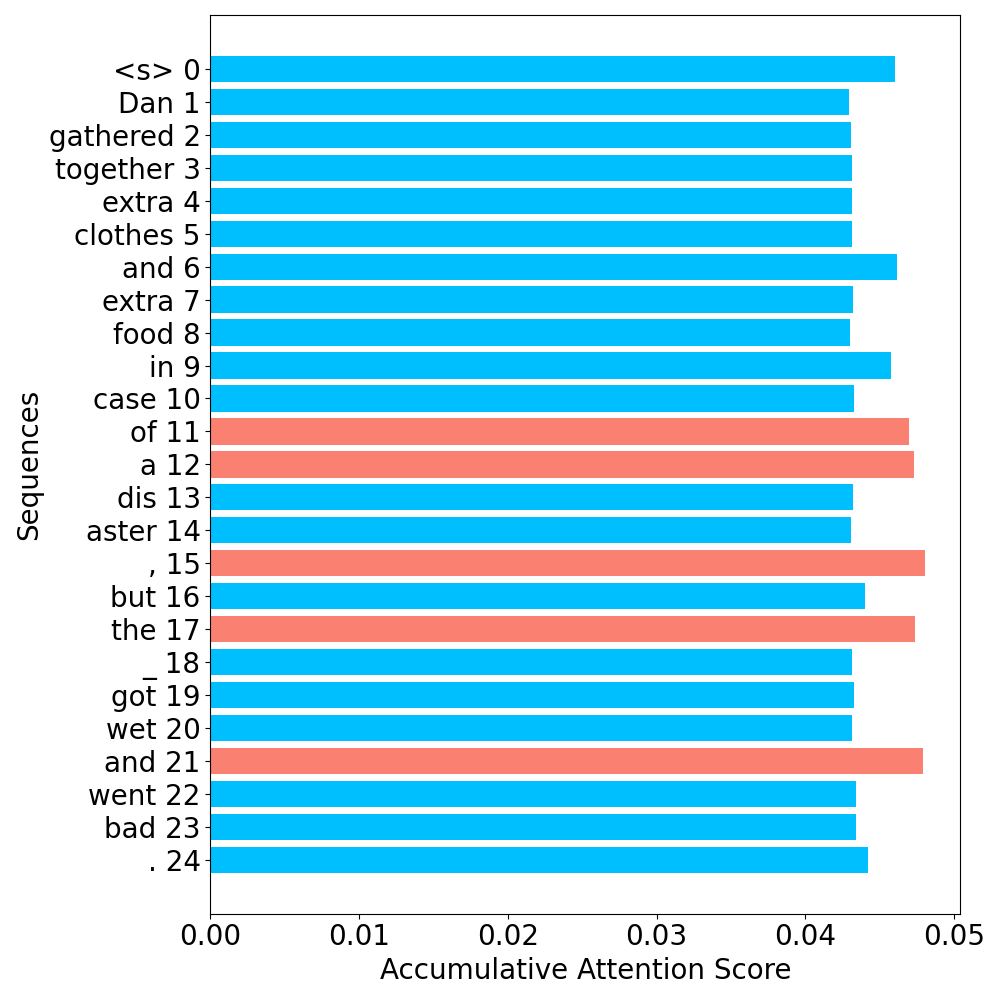 <s> 0
Dan 1
gathered 2
together 3
extra 4
clothes 5
and 6
extra 7
food 8
in 9
case 10
of 11
a 12
dis 13
aster 14
, 15
but 16
the 17
_ 18
got 19
wet 20
and 21
went 22
bad 23
. 24
Sequences
0.00 0.01 0.02 0.03 0.04 0.05
Accumulative Attention Score